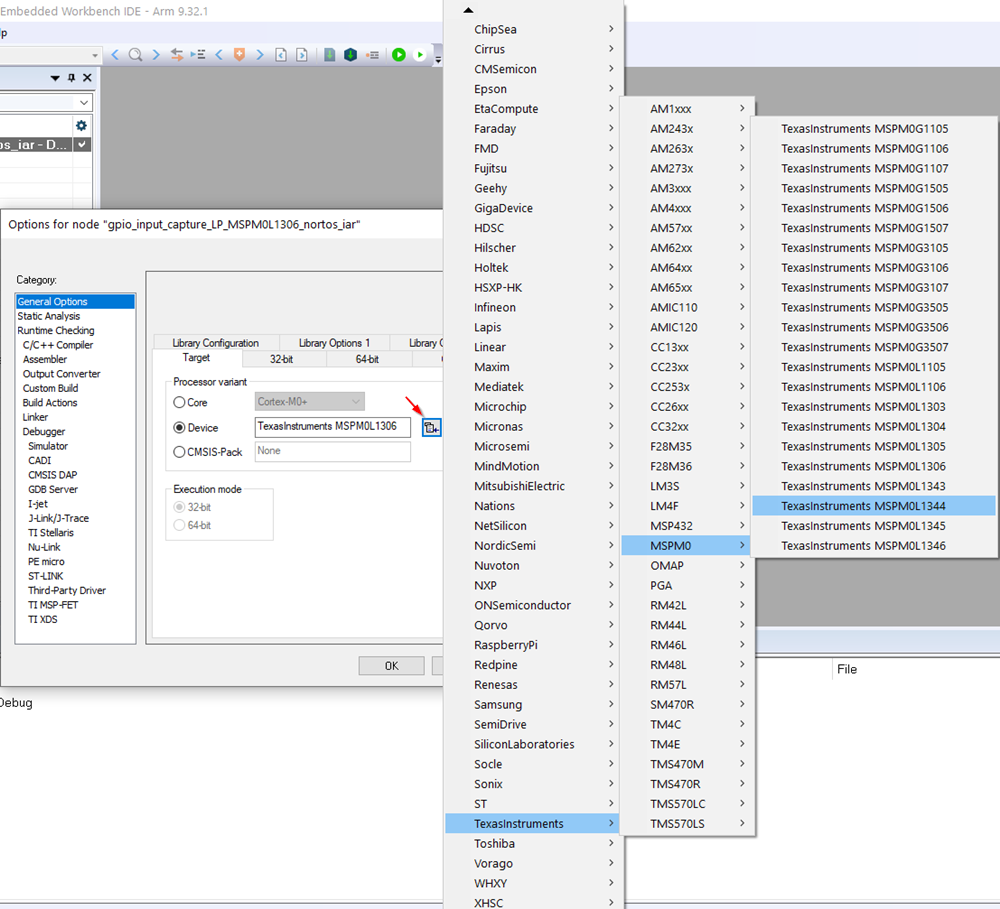 Embedded Workbench IDE - Arm 9.32.1
lp
os_iar - D...
Options for node "gpio_input_capture_LP_MSPM0L1306_nortos_iar"
Category:
General Options
Static Analysis
Runtime Checking
C/C++ Compiler
Assembler
Output Converter
Custom Build
Build Actions
Linker
Debugger
Simulator
CADI
CMSIS DAP
GDB Server
I-jet
J-Link/J-Trace
TI Stellaris
Nu-Link
PE micro
ST-LINK
Third-Party Driver
TI MSP-FET
TI XDS
Library Configuration
Library Options 1
Library
Target
32-bit
64-bit
Processor variant
Core
Cortex-M0+
Device
TexasInstruments MSPM0L1306
CMSIS-Pack
None
Execution mode
32-bit
64-bit
OK
Debug
ChipSea
Cirrus
CMSemicon
Epson
EtaCompute
Faraday
FMD
Fujitsu
Geehy
GigaDevice
HDSC
Hilscher
Holtek
HSXP-HK
Infineon
Lapis
Linear
Maxim
Mediatek
Microchip
Micronas
Microsemi
MindMotion
MitsubishiElectric
Nations
NetSilicon
NordicSemi
Nuvoton
NXP
ONSemiconductor
Qorvo
RaspberryPi
Redpine
Renesas
Samsung
SemiDrive
SiliconLaboratories
Socle
Sonix
ST
TexasInstruments
Toshiba
Vorago
WHXY
XHSC
AM1xxx
AM243x
AM263x
AM273x
AM3xxx
AM4xxx
AM57xx
AM62xx
AM64xx
AM65xx
AMIC110
AMIC120
CC13xx
CC23xx
CC253x
CC26xx
CC32xx
F28M35
F28M36
LM3S
LM4F
MSP432
MSPM0
OMAP
PGA
RM42L
RM44L
RM46L
RM48L
RM57L
SM470R
TM4C
TM4E
TMS470M
TMS470R
TMS570LC
TMS570LS
TexasInstruments MSPM0G1105
TexasInstruments MSPM0G1106
TexasInstruments MSPM0G1107
TexasInstruments MSPM0G1505
TexasInstruments MSPM0G1506
TexasInstruments MSPM0G1507
TexasInstruments MSPM0G3105
TexasInstruments MSPM0G3106
TexasInstruments MSPM0G3107
TexasInstruments MSPM0G3505
TexasInstruments MSPM0G3506
TexasInstruments MSPM0G3507
TexasInstruments MSPM0L1105
TexasInstruments MSPM0L1106
TexasInstruments MSPM0L1303
TexasInstruments MSPM0L1304
TexasInstruments MSPM0L1305
TexasInstruments MSPM0L1306
TexasInstruments MSPM0L1343
TexasInstruments MSPM0L1344
TexasInstruments MSPM0L1345
TexasInstruments MSPM0L1346
File